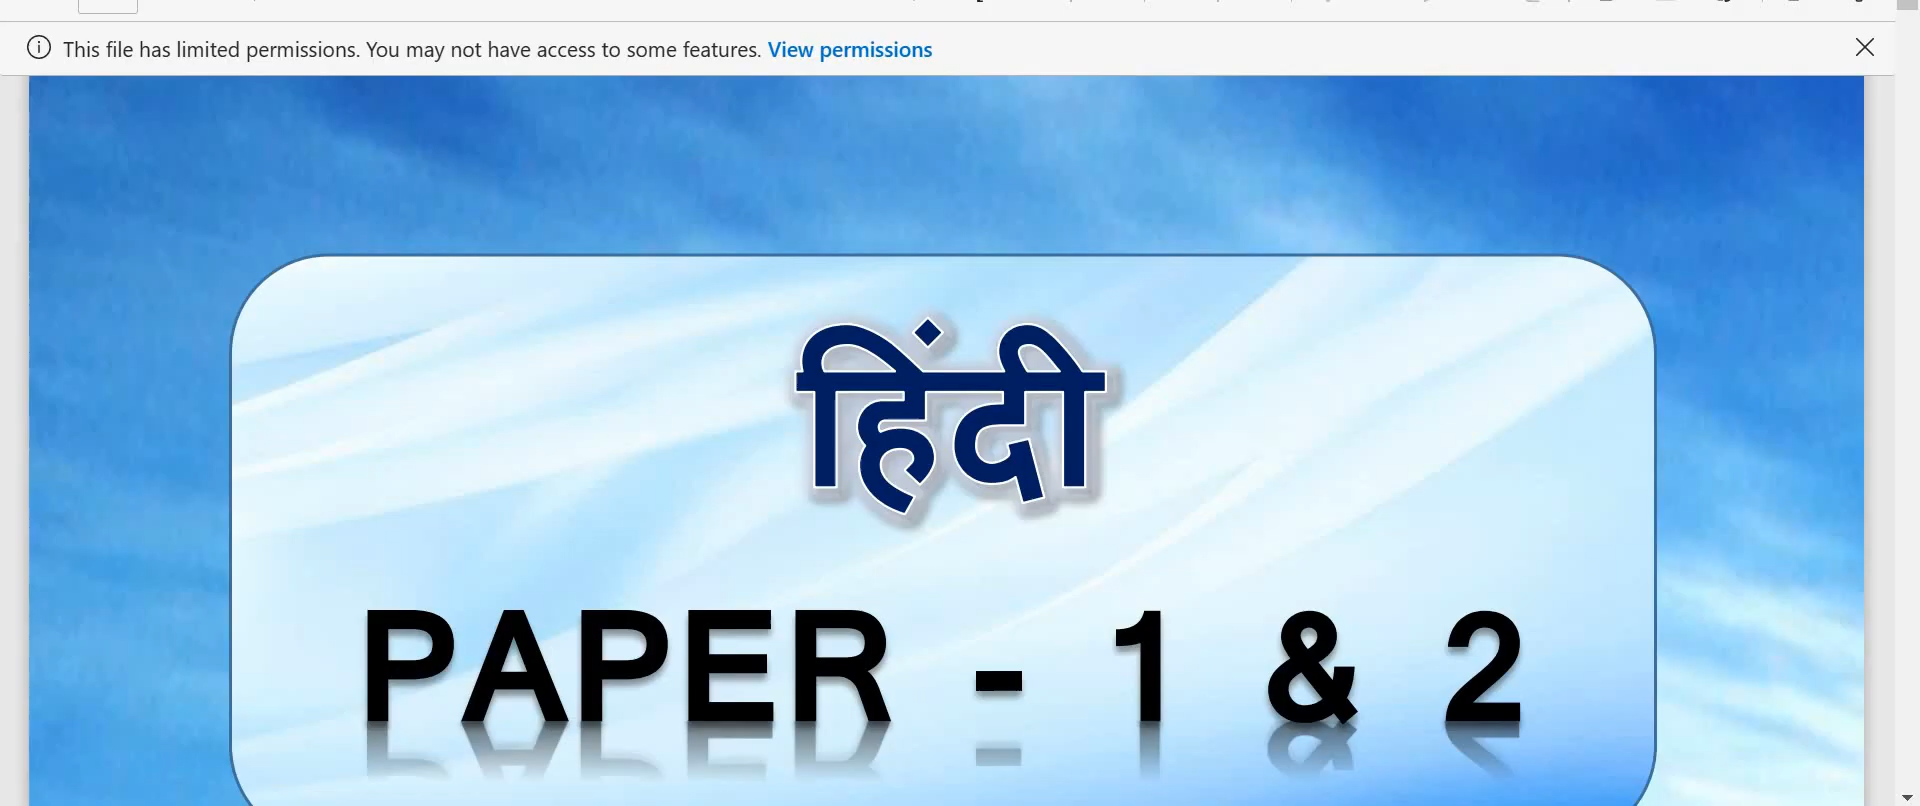 This file has limited permissions. You may not have access to some features. View permissions
हिंदी
PAPER - 1 & 2